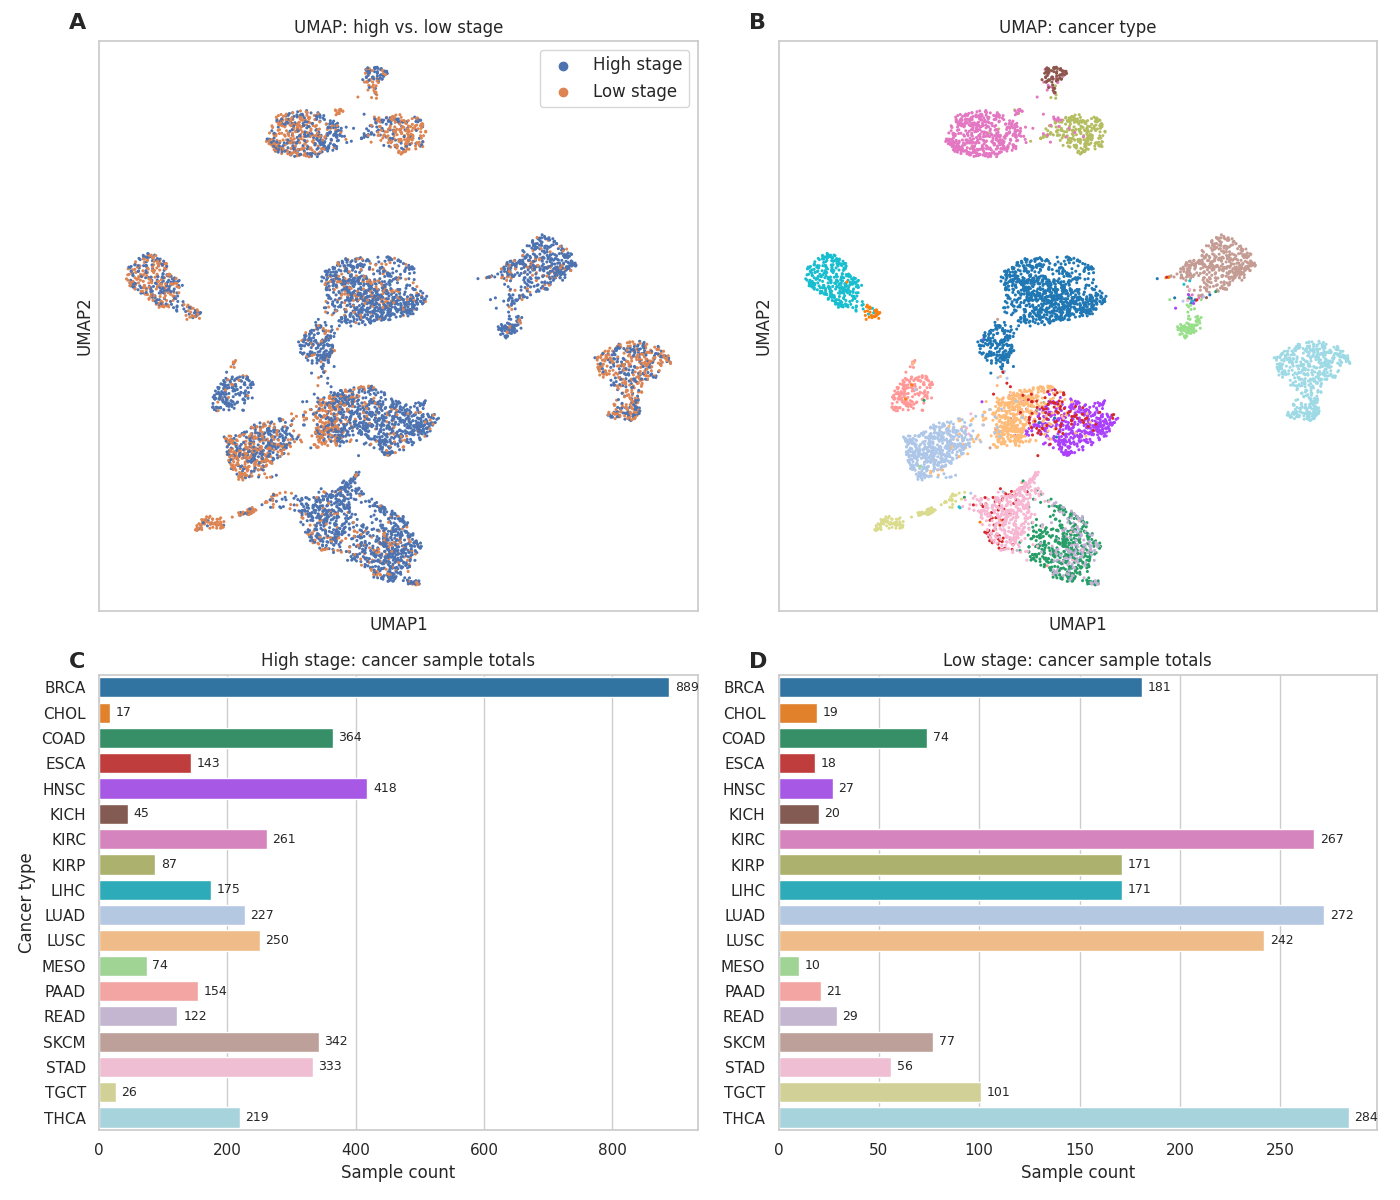 A
UMAP: high vs. low stage
High stage
Low stage
UMAP2
UMAP1
B
UMAP: cancer type
UMAP2
UMAP1
C
High stage: cancer sample totals
Cancer type
BRCA 889
CHOL 17
COAD 364
ESCA 143
HNSC 418
KICH 45
KIRC 261
KIRP 87
LIHC 175
LUAD 227
LUSC 250
MESO 74
PAAD 154
READ 122
SKCM 342
STAD 333
TGCT 26
THCA 219
0 200 400 600 800
Sample count
D
Low stage: cancer sample totals
BRCA 181
CHOL 19
COAD 74
ESCA 18
HNSC 27
KICH 20
KIRC 267
KIRP 171
LIHC 171
LUAD 272
LUSC 242
MESO 10
PAAD 21
READ 29
SKCM 77
STAD 56
TGCT 101
THCA 284
0 50 100 150 200 250
Sample count